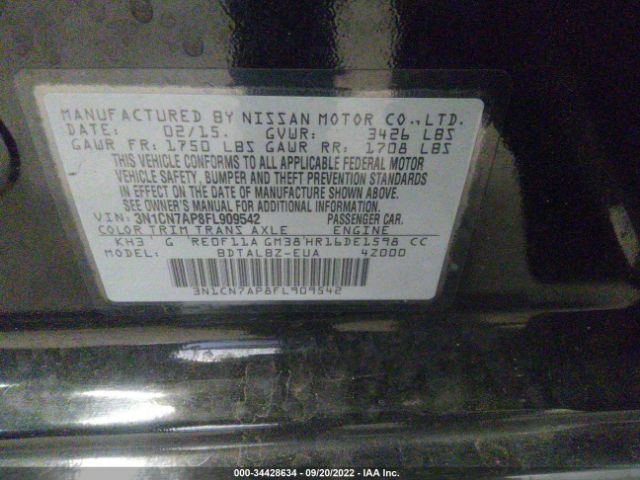 MANUFACTURED BY NISSAN MOTOR CO.,LTD.
DATE: 02/15. GVWR: 3426 LBS
GAWR FR: 1750 LBS GAWR RR: 1708 LBS
THIS VEHICLE CONFORMS TO ALL APPLICABLE FEDERAL MOTOR
VEHICLE SAFETY, BUMPER AND THEFT PREVENTION STANDARDS
IN EFFECT ON THE DATE OF MANUFACTURE SHOWN ABOVE.
SEE OWNER'S MANUAL FOR ADDITIONAL INFORMATION.
VIN: 3N1CN7AP8FL909542 PASSENGER CAR.
COLOR TRIM TRANS AXLE ENGINE
KH3 G RE0F11A GM38 HR16DE1598 CC
MODEL: BDTALBZ-EUA 4Z000
3N1CN7AP8FL909542
000-34428634 - 09/20/2022 - IAA Inc.